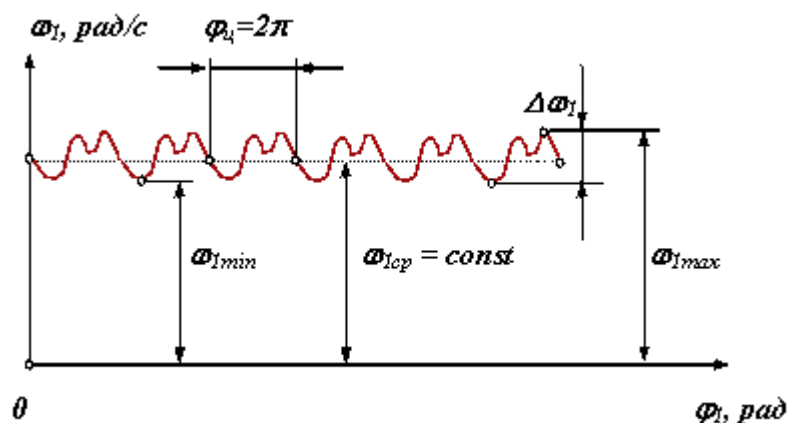 ω1, рад/с
φц=2π
Δω1
ω1min
ω1ср = const
ω1max
0
φ1, рад